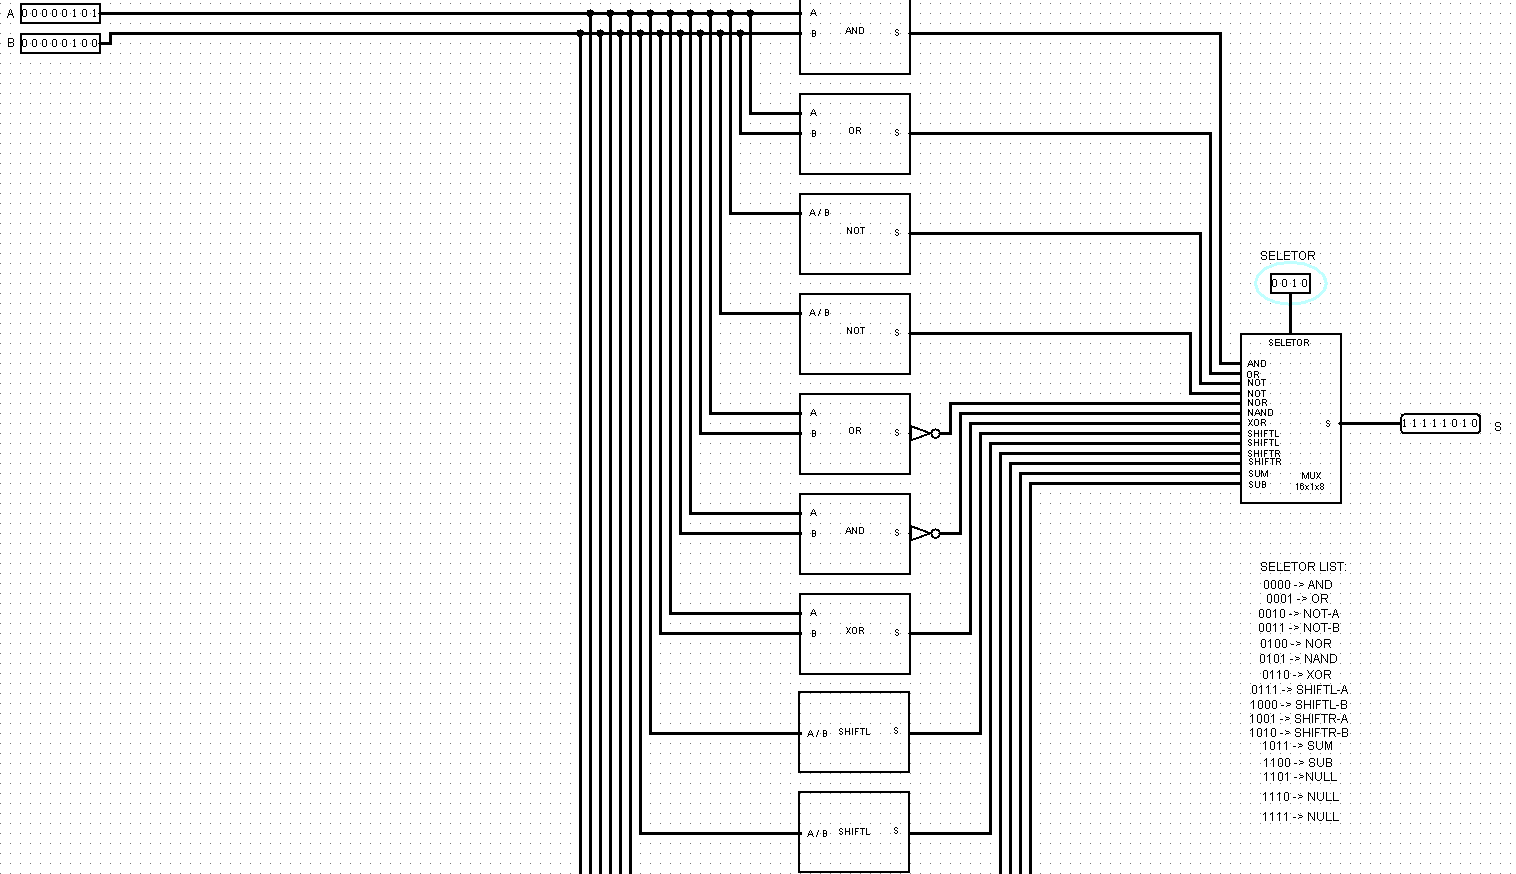 A 00000101
B 00000100
A
B AND S
A
B OR S
A / B
NOT S
A / B
NOT S
A
B OR S
A
B AND S
A
B XOR S
A / B SHIFTL S
A / B SHIFTL S
SELETOR
0010
SELETOR
AND
OR
NOT
NOT
NOR
NAND
XOR
SHIFTL
SHIFTL
SHIFTR
SHIFTR
SUM
SUB
S
MUX
16x1x8
11111010 S
SELETOR LIST:
0000 -> AND
0001 -> OR
0010 -> NOT-A
0011 -> NOT-B
0100 -> NOR
0101 -> NAND
0110 -> XOR
0111 -> SHIFTL-A
1000 -> SHIFTL-B
1001 -> SHIFTR-A
1010 -> SHIFTR-B
1011 -> SUM
1100 -> SUB
1101 ->NULL
1110 -> NULL
1111 -> NULL